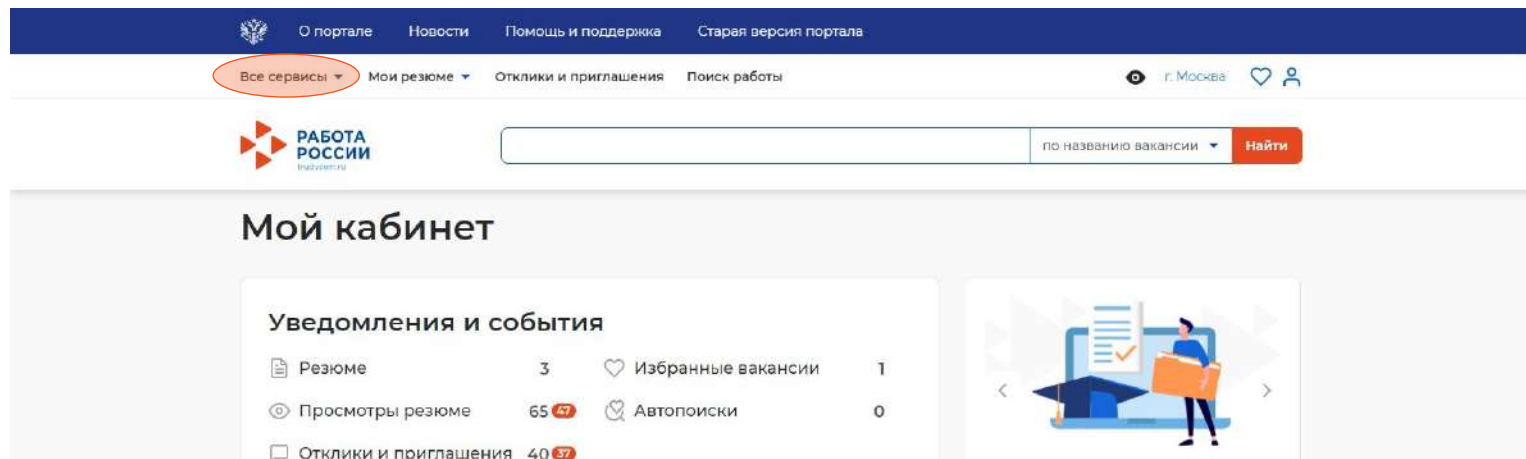 О портале Новости Помощь и поддержка Старая версия портала
Все сервисы Мои резюме Отклики и приглашения Поиск работы г. Москва
РАБОТА
РОССИИ
trudvsem.ru
по названию вакансии Найти
Мой кабинет
Уведомления и события
Резюме 3 Избранные вакансии 1
Просмотры резюме 65 47 Автопоиски 0
Отклики и приглашения 40 37